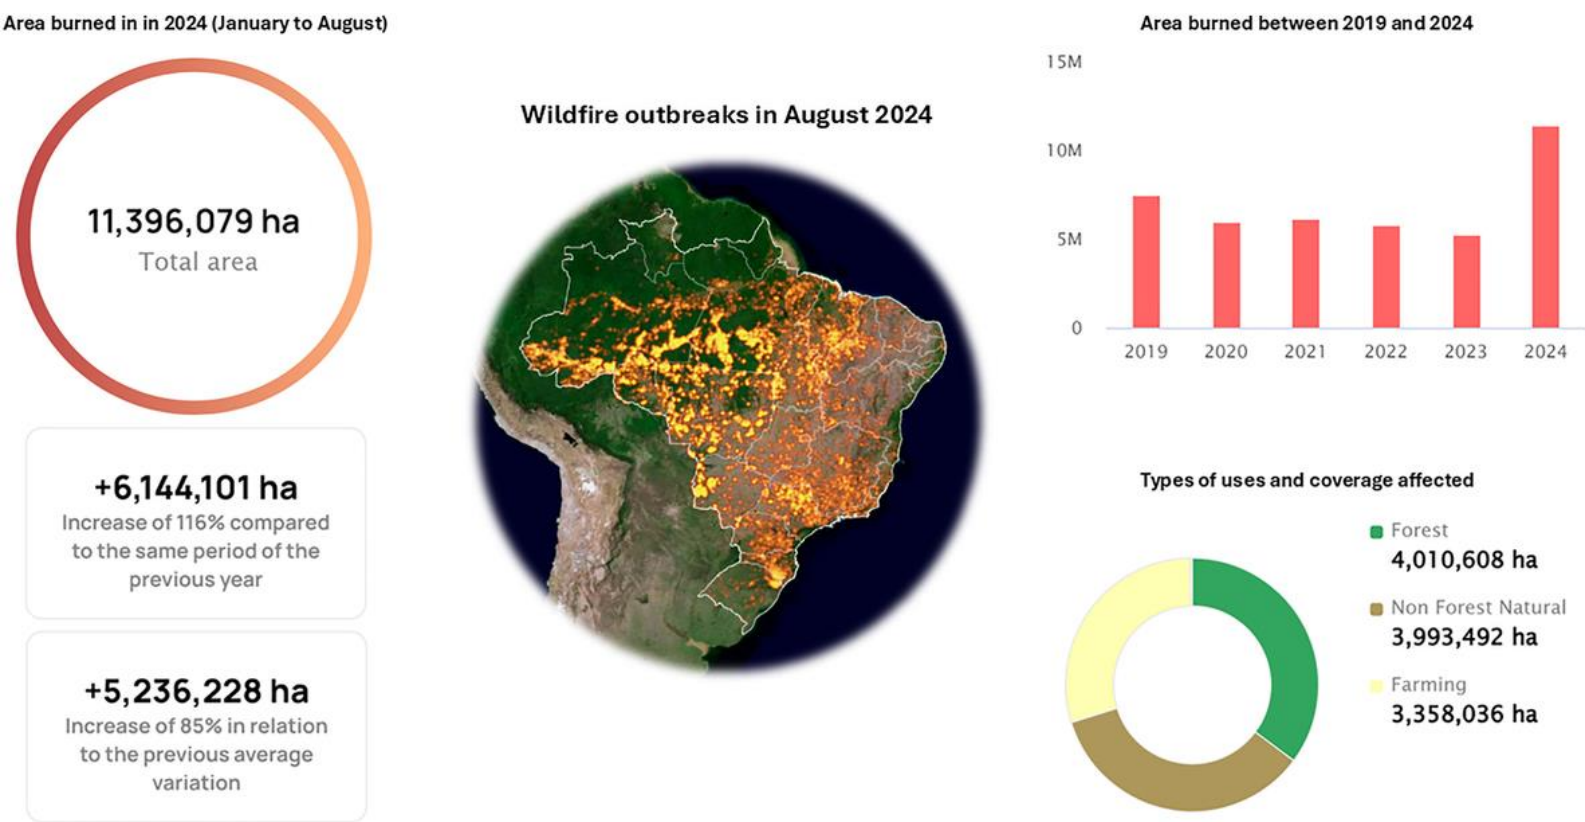 Area burned in in 2024 (January to August)
11,396,079 ha
Total area
+6,144,101 ha
Increase of 116% compared
to the same period of the
previous year
+5,236,228 ha
Increase of 85% in relation
to the previous average
variation
Wildfire outbreaks in August 2024
Area burned between 2019 and 2024
15M
10M
5M
0
2019 2020 2021 2022 2023 2024
Types of uses and coverage affected
Forest
4,010,608 ha
Non Forest Natural
3,993,492 ha
Farming
3,358,036 ha